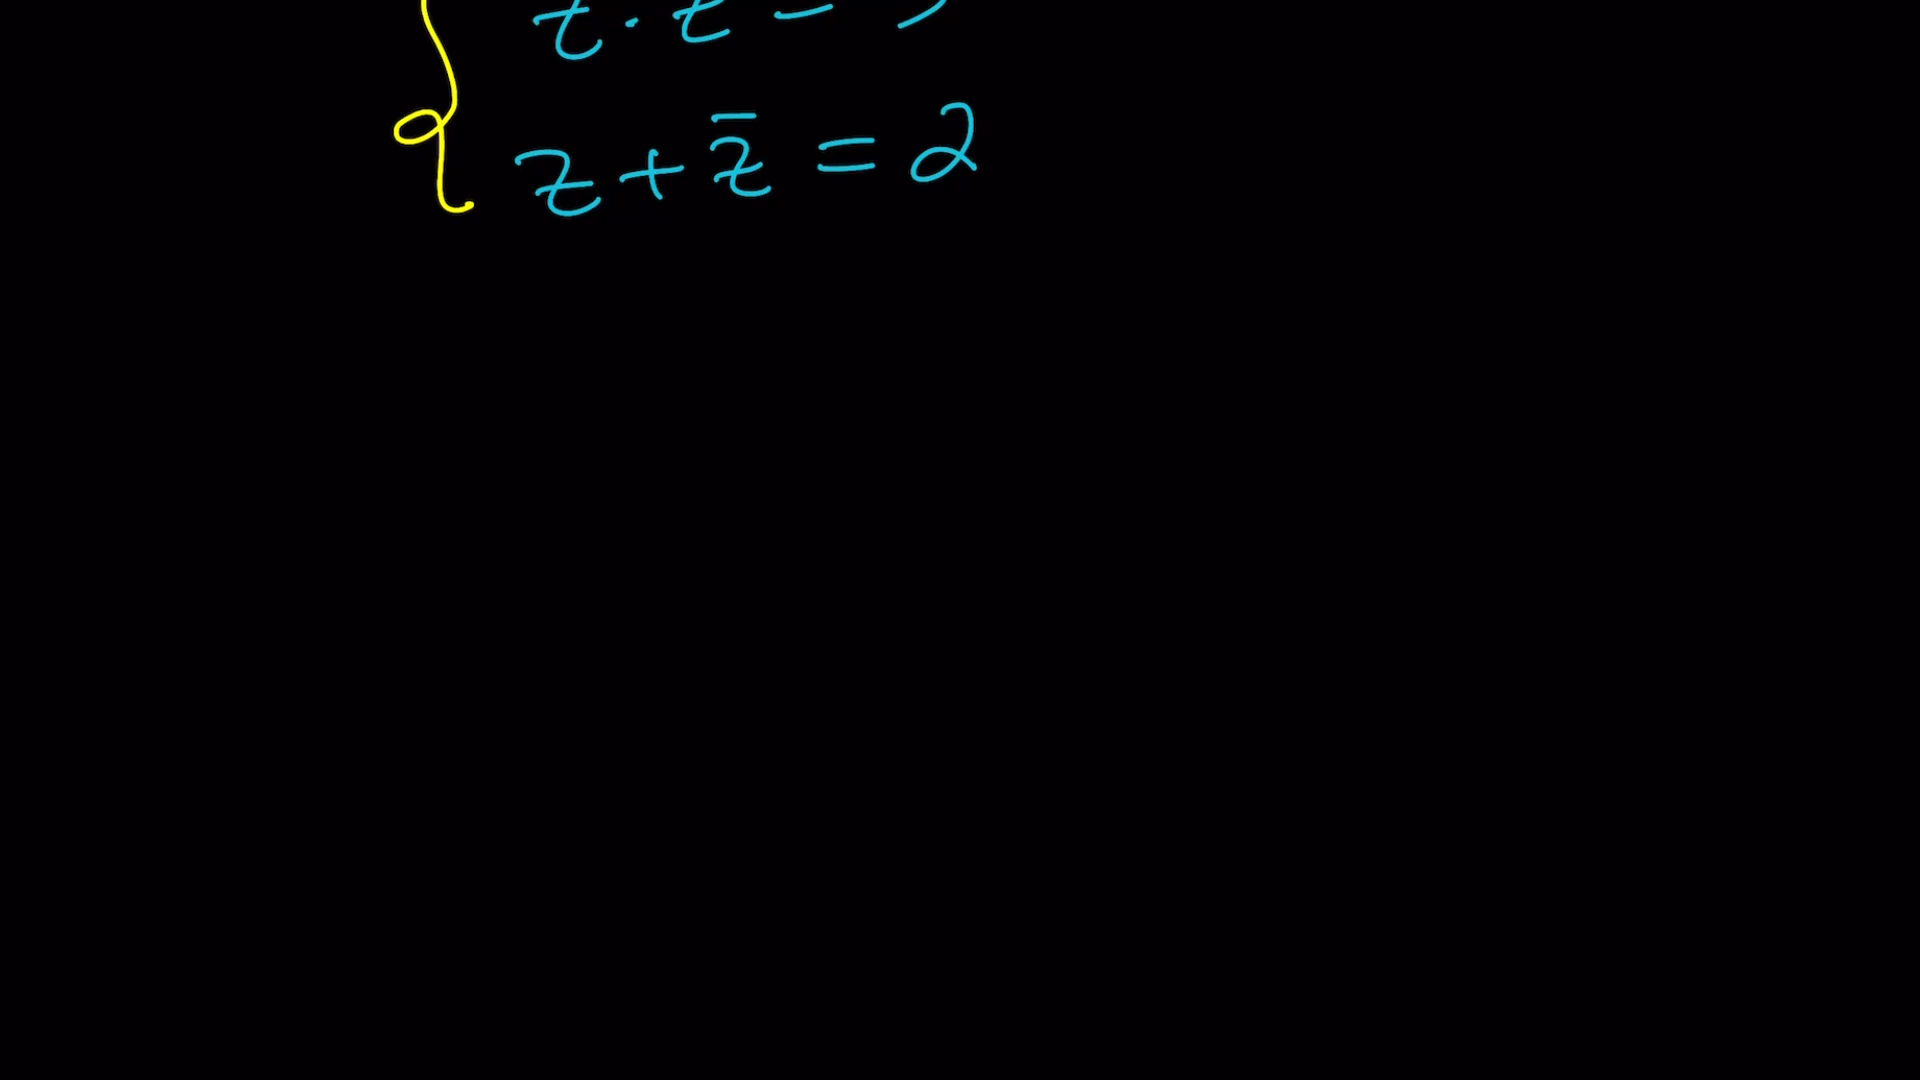 z · z
z + z̄ = 2